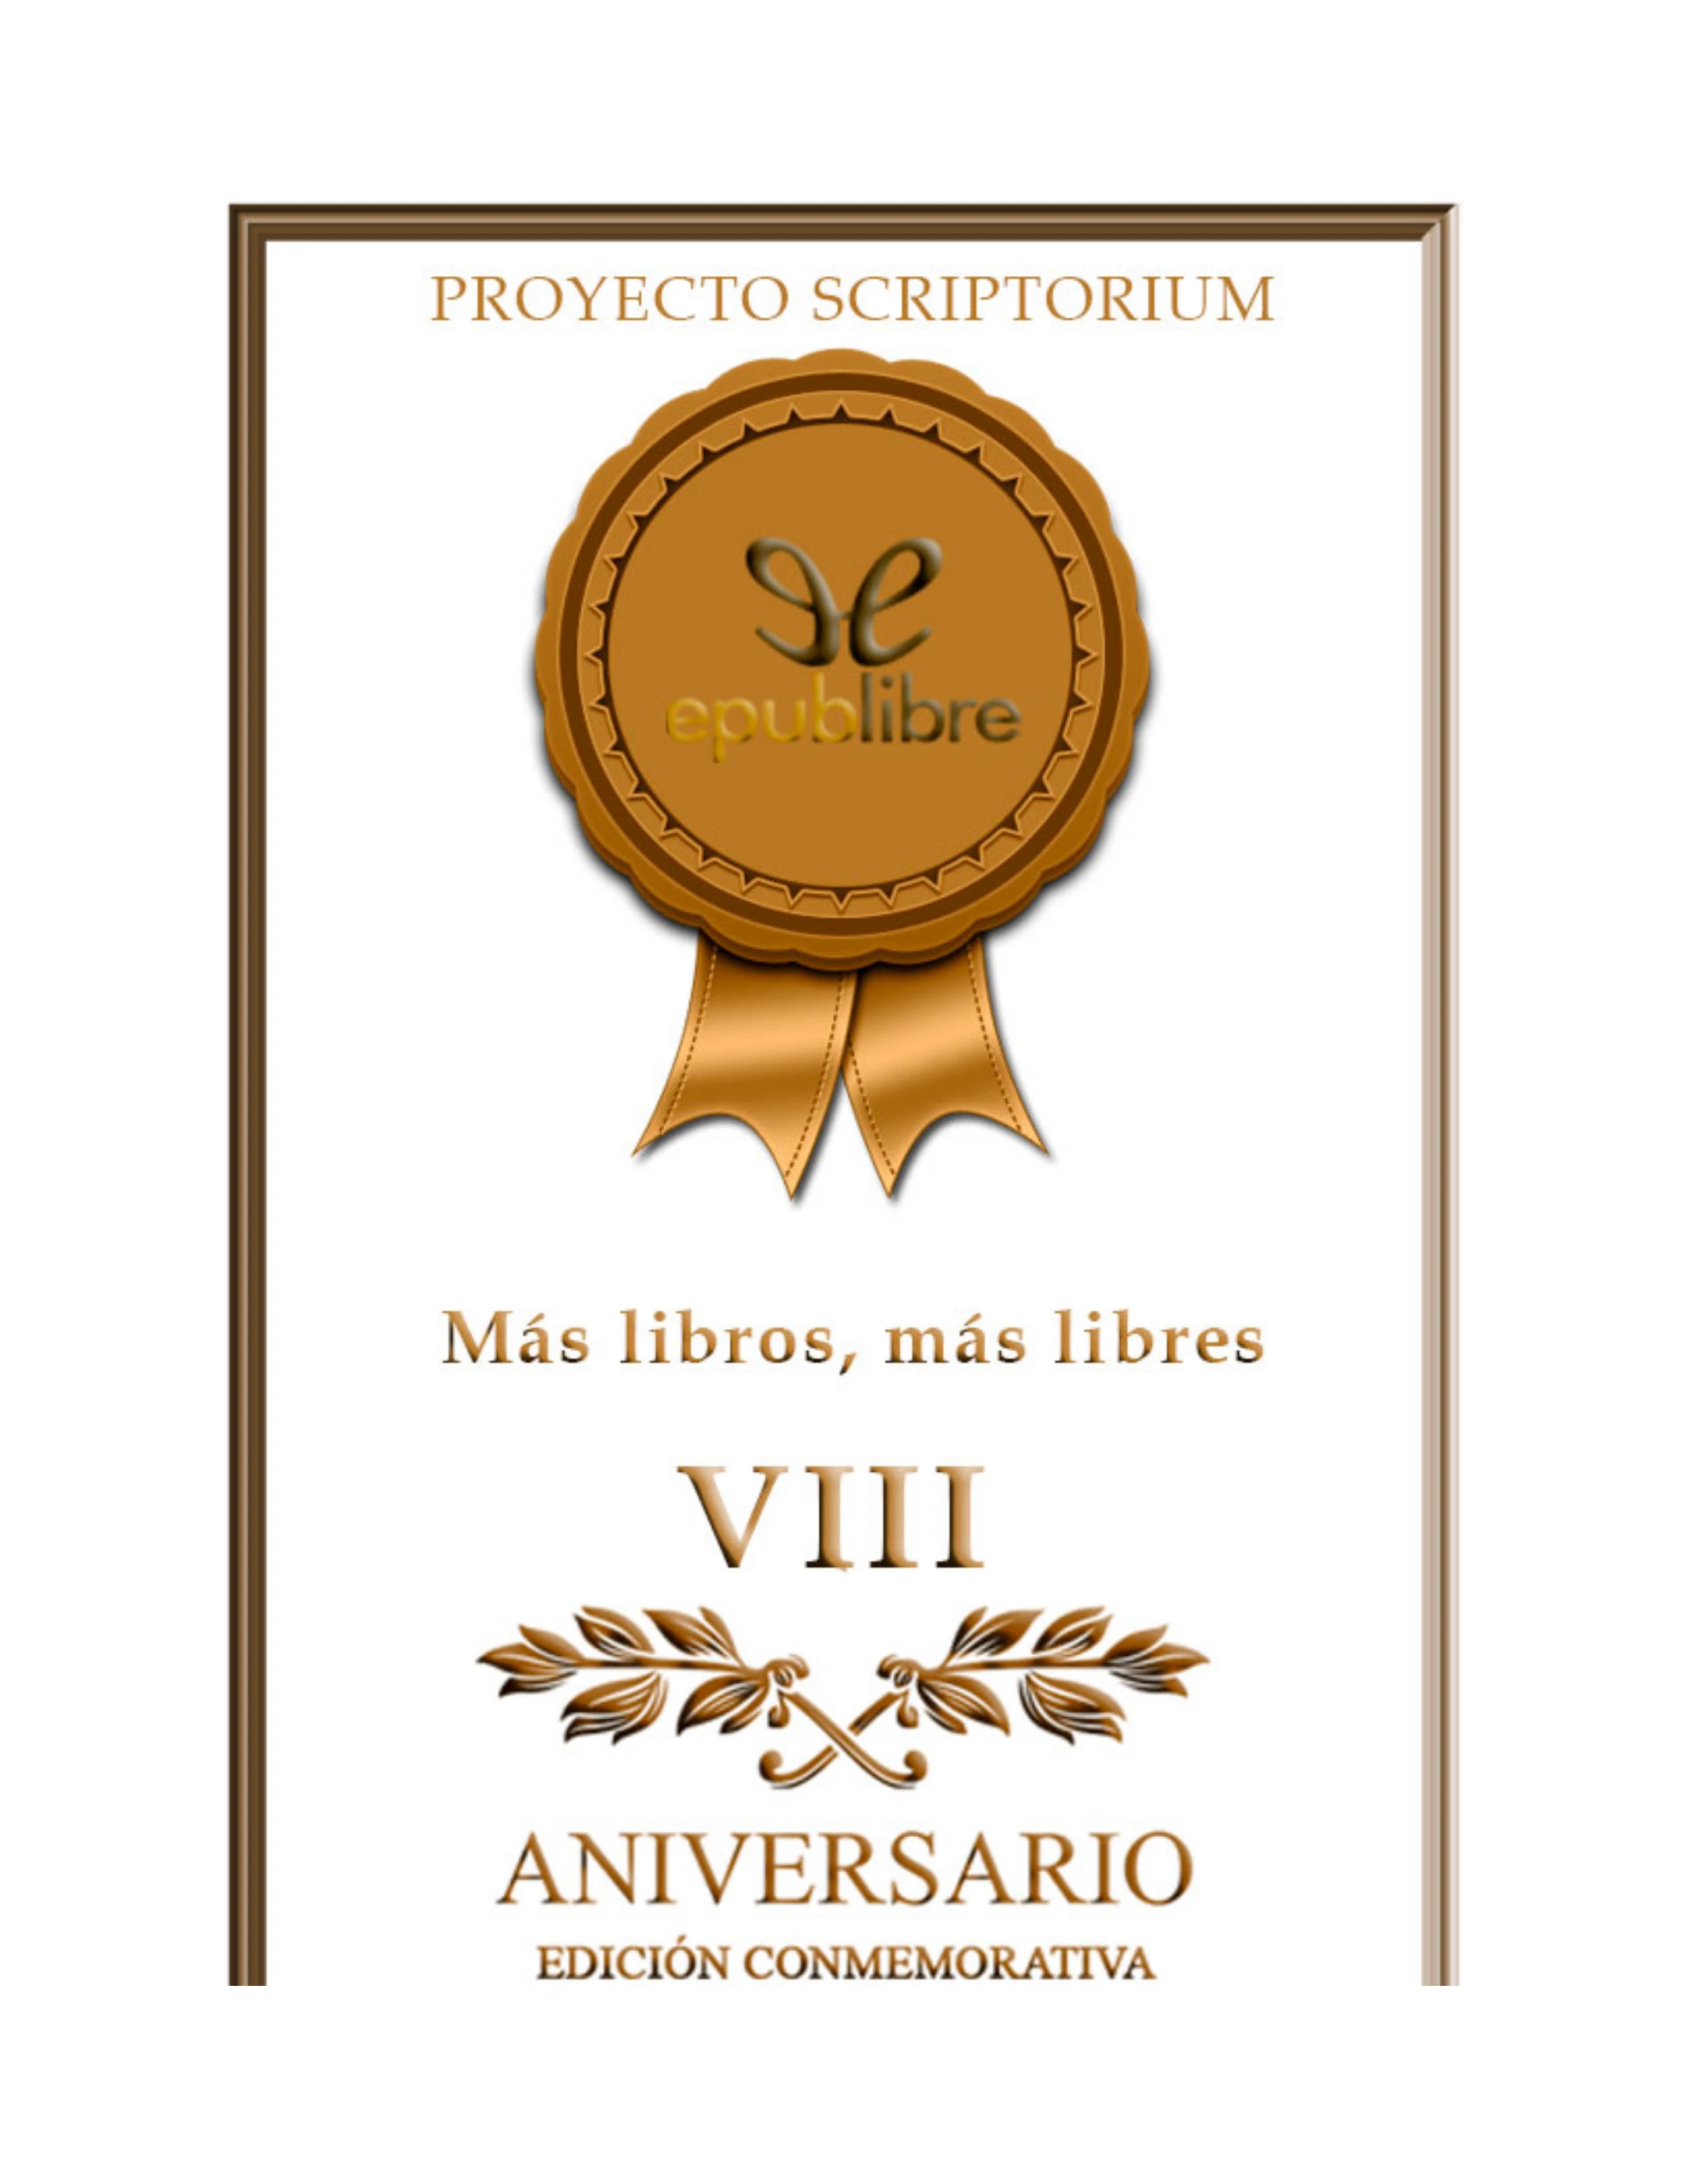 PROYECTO SCRIPTORIUM
epublibre
Más libros, más libres
VIII
ANIVERSARIO
EDICIÓN CONMEMORATIVA